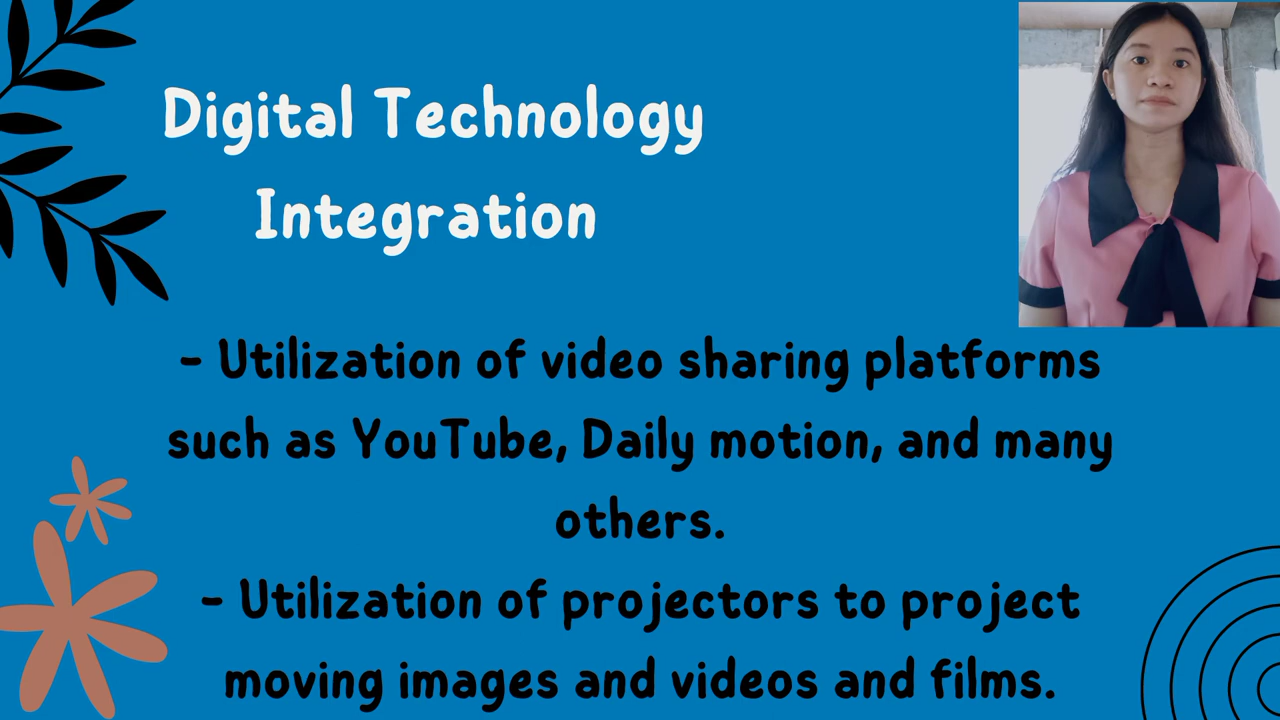 Digital Technology
Integration
- Utilization of video sharing platforms
such as YouTube, Daily motion, and many
others.
- Utilization of projectors to project
moving images and videos and films.